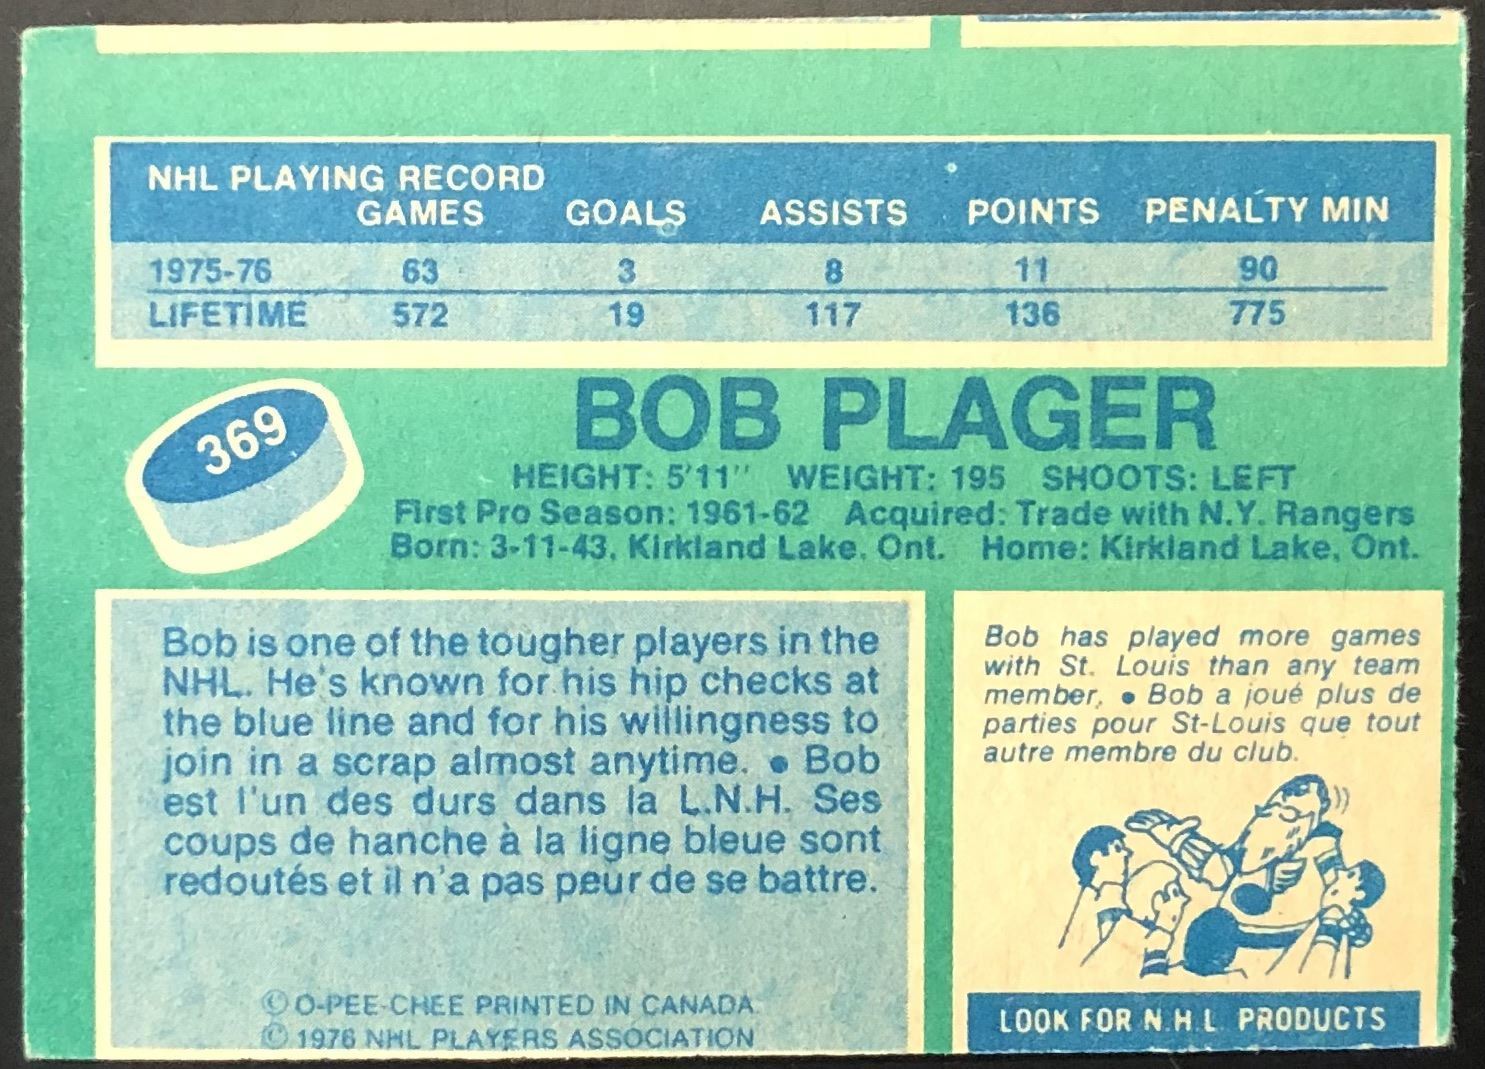 NHL PLAYING RECORD
GAMES GOALS ASSISTS POINTS PENALTY MIN
1975-76 63 3 8 11 90
LIFETIME 572 19 117 136 775
369
BOB PLAGER
HEIGHT: 5'11" WEIGHT: 195 SHOOTS: LEFT
First Pro Season: 1961-62 Acquired: Trade with N.Y. Rangers
Born: 3-11-43, Kirkland Lake, Ont. Home: Kirkland Lake, Ont.
Bob is one of the tougher players in the
NHL. He's known for his hip checks at
the blue line and for his willingness to
join in a scrap almost anytime. • Bob
est l'un des durs dans la L.N.H. Ses
coups de hanche à la ligne bleue sont
redoutés et il n'a pas peur de se battre.
© O-PEE-CHEE PRINTED IN CANADA
© 1976 NHL PLAYERS ASSOCIATION
Bob has played more games
with St. Louis than any team
member. • Bob a joué plus de
parties pour St-Louis que tout
autre membre du club.
LOOK FOR N.H.L. PRODUCTS